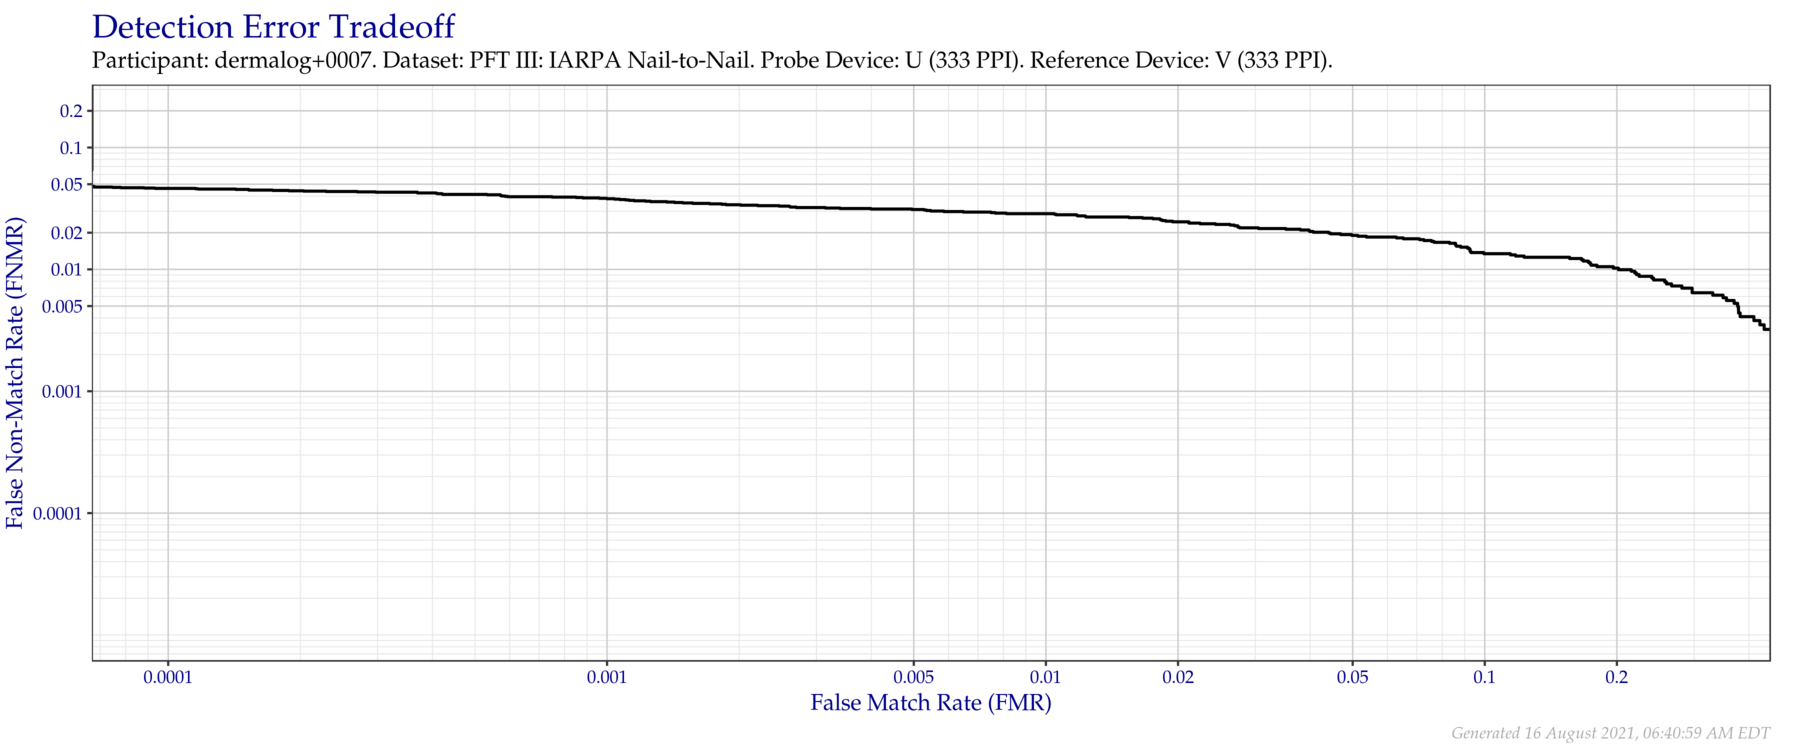 Detection Error Tradeoff
Participant: dermalog+0007. Dataset: PFT III: IARPA Nail-to-Nail. Probe Device: U (333 PPI). Reference Device: V (333 PPI).
False Non-Match Rate (FNMR)
0.2
0.1
0.05
0.02
0.01
0.005
0.001
0.0001
0.0001 0.001 0.005 0.01 0.02 0.05 0.1 0.2
False Match Rate (FMR)
Generated 16 August 2021, 06:40:59 AM EDT